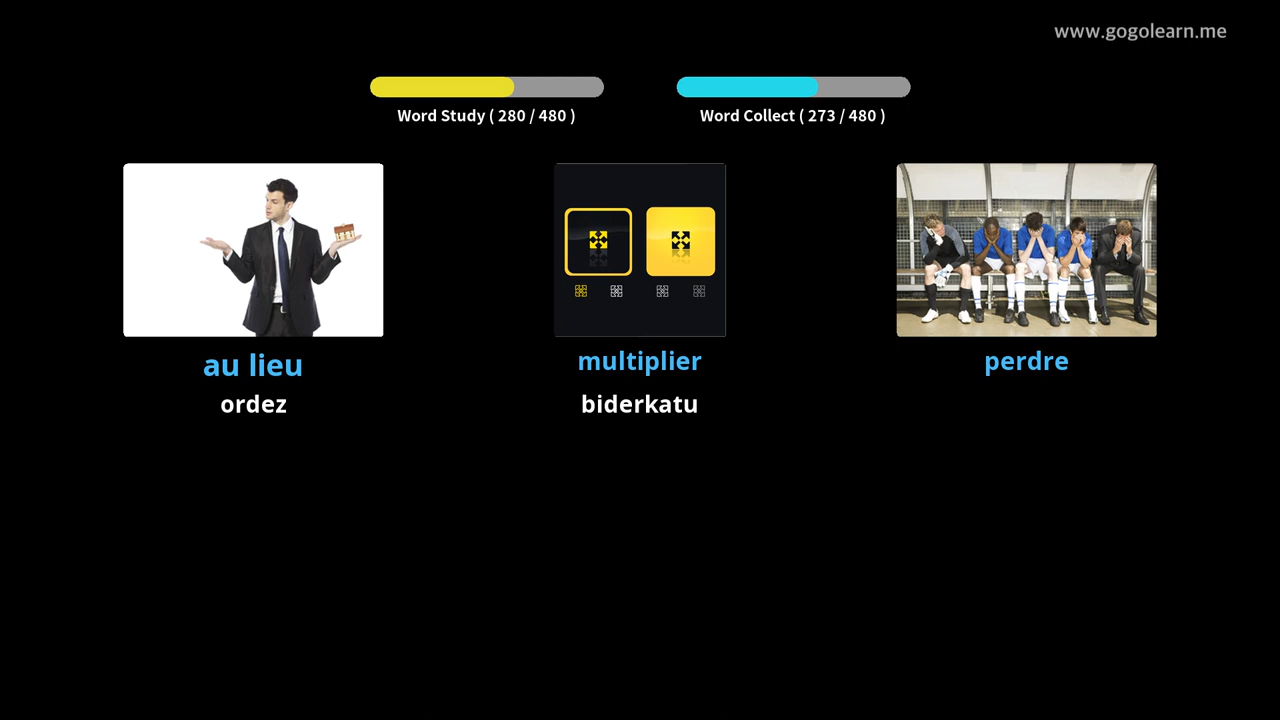 www.gogolearn.me
Word Study ( 280 / 480 )
Word Collect ( 273 / 480 )
au lieu
multiplier
perdre
ordez
biderkatu